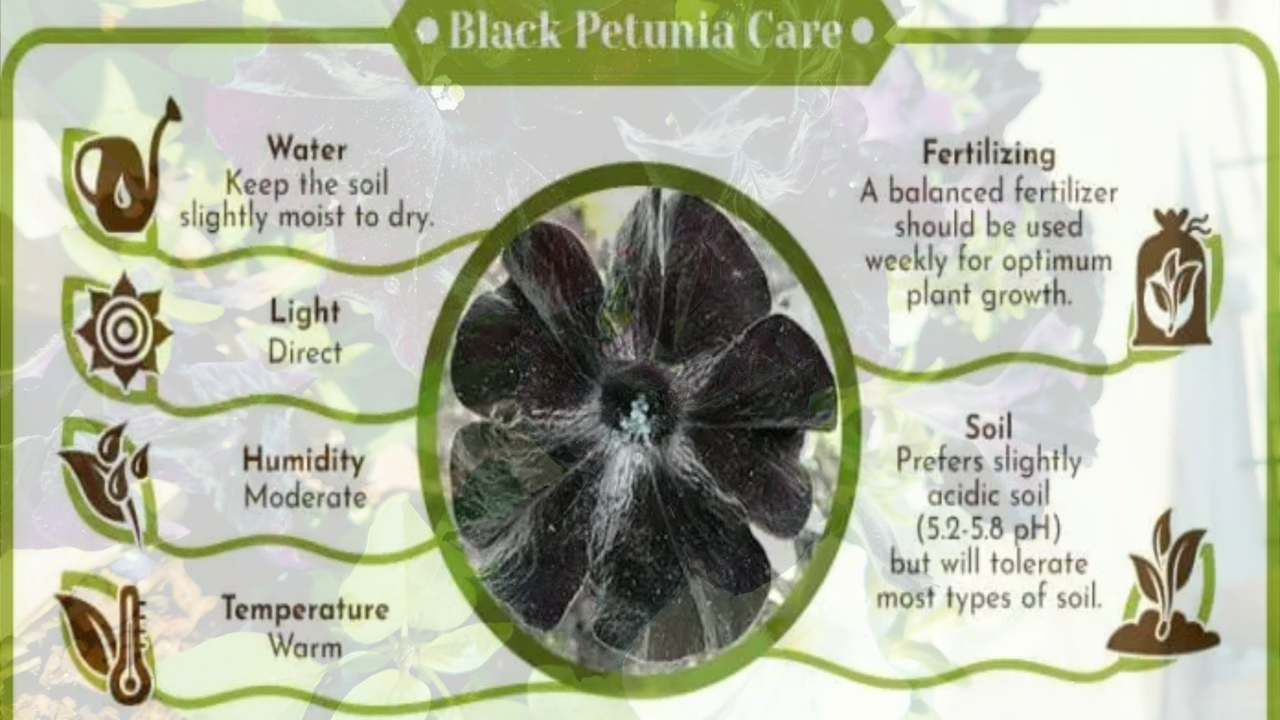 Black Petunia Care
Water
Keep the soil
slightly moist to dry.
Light
Direct
Humidity
Moderate
Temperature
Warm
Fertilizing
A balanced fertilizer
should be used
weekly for optimum
plant growth.
Soil
Prefers slightly
acidic soil
(5.2-5.8 pH)
but will tolerate
most types of soil.